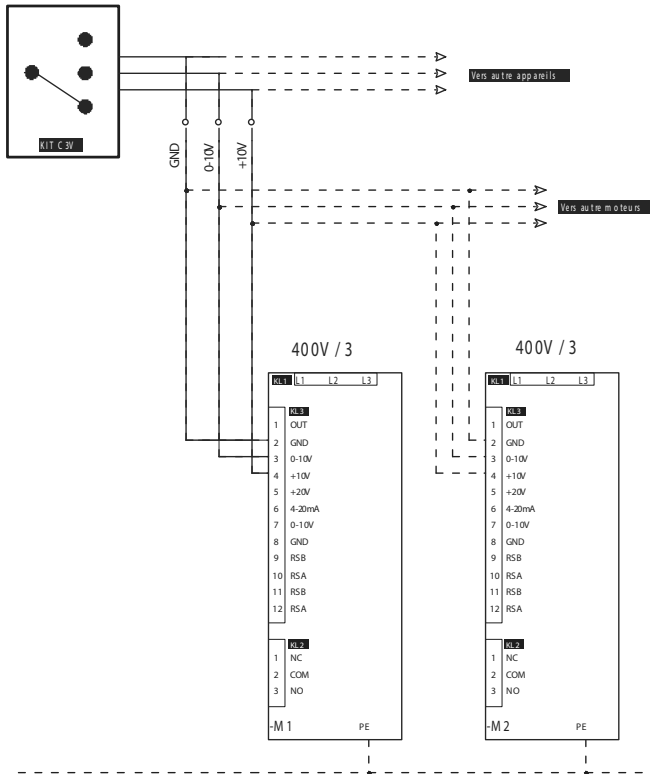 Vers autre appareils
KIT C3V
GND
0-10V
+10V
Vers autre moteurs
400V / 3
KL1 L1 L2 L3
KL3
1 OUT
2 GND
3 0-10V
4 +10V
5 +20V
6 4-20mA
7 0-10V
8 GND
9 RSB
10 RSA
11 RSB
12 RSA
KL2
1 NC
2 COM
3 NO
-M1 PE
400V / 3
KL1 L1 L2 L3
KL3
1 OUT
2 GND
3 0-10V
4 +10V
5 +20V
6 4-20mA
7 0-10V
8 GND
9 RSB
10 RSA
11 RSB
12 RSA
KL2
1 NC
2 COM
3 NO
-M2 PE